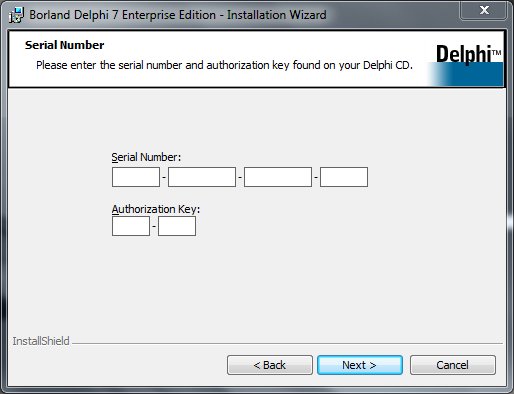 Borland Delphi 7 Enterprise Edition - Installation Wizard
Serial Number
Please enter the serial number and authorization key found on your Delphi CD.
Delphi™
Serial Number:
- - -
Authorization Key:
-
InstallShield
< Back Next > Cancel